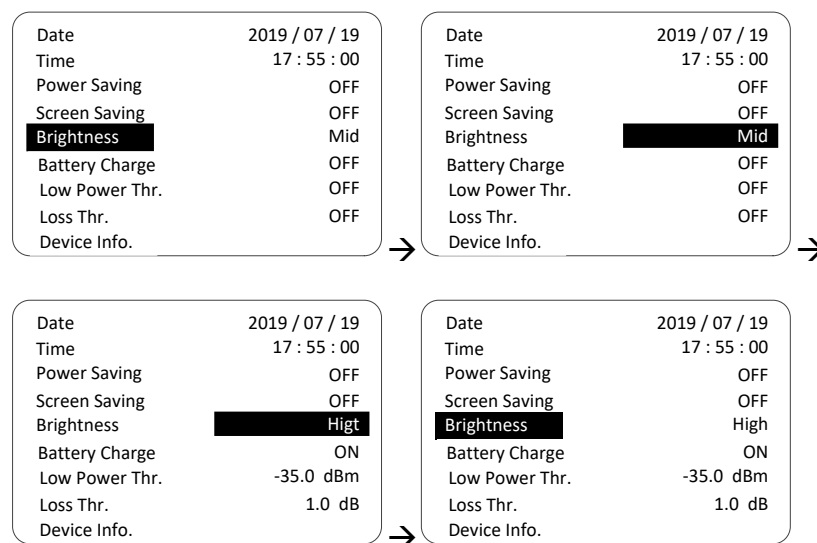 Date 2019 / 07 / 19
Time 17 : 55 : 00
Power Saving OFF
Screen Saving OFF
Brightness Mid
Battery Charge OFF
Low Power Thr. OFF
Loss Thr. OFF
Device Info.
→
Date 2019 / 07 / 19
Time 17 : 55 : 00
Power Saving OFF
Screen Saving OFF
Brightness Mid
Battery Charge OFF
Low Power Thr. OFF
Loss Thr. OFF
Device Info.
→
Date 2019 / 07 / 19
Time 17 : 55 : 00
Power Saving OFF
Screen Saving OFF
Brightness Higt
Battery Charge ON
Low Power Thr. -35.0 dBm
Loss Thr. 1.0 dB
Device Info.
→
Date 2019 / 07 / 19
Time 17 : 55 : 00
Power Saving OFF
Screen Saving OFF
Brightness High
Battery Charge ON
Low Power Thr. -35.0 dBm
Loss Thr. 1.0 dB
Device Info.